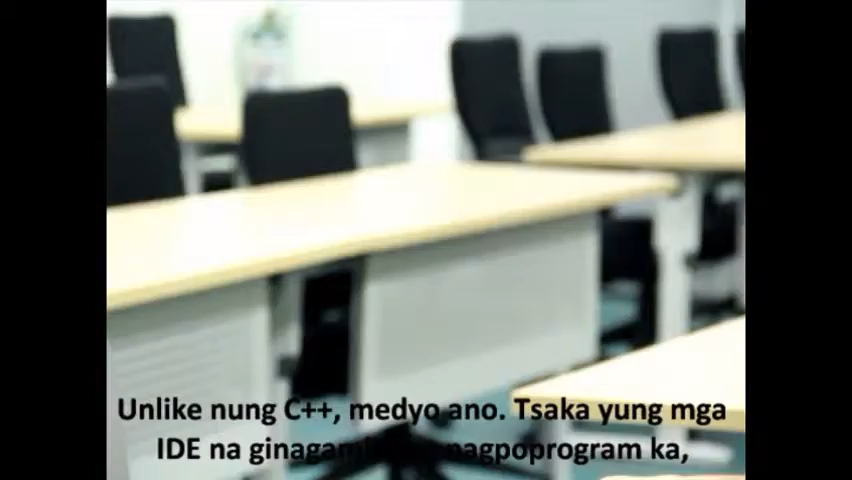 Unlike nung C++, medyo ano. Tsaka yung mga
IDE na nagpoprogram ka,